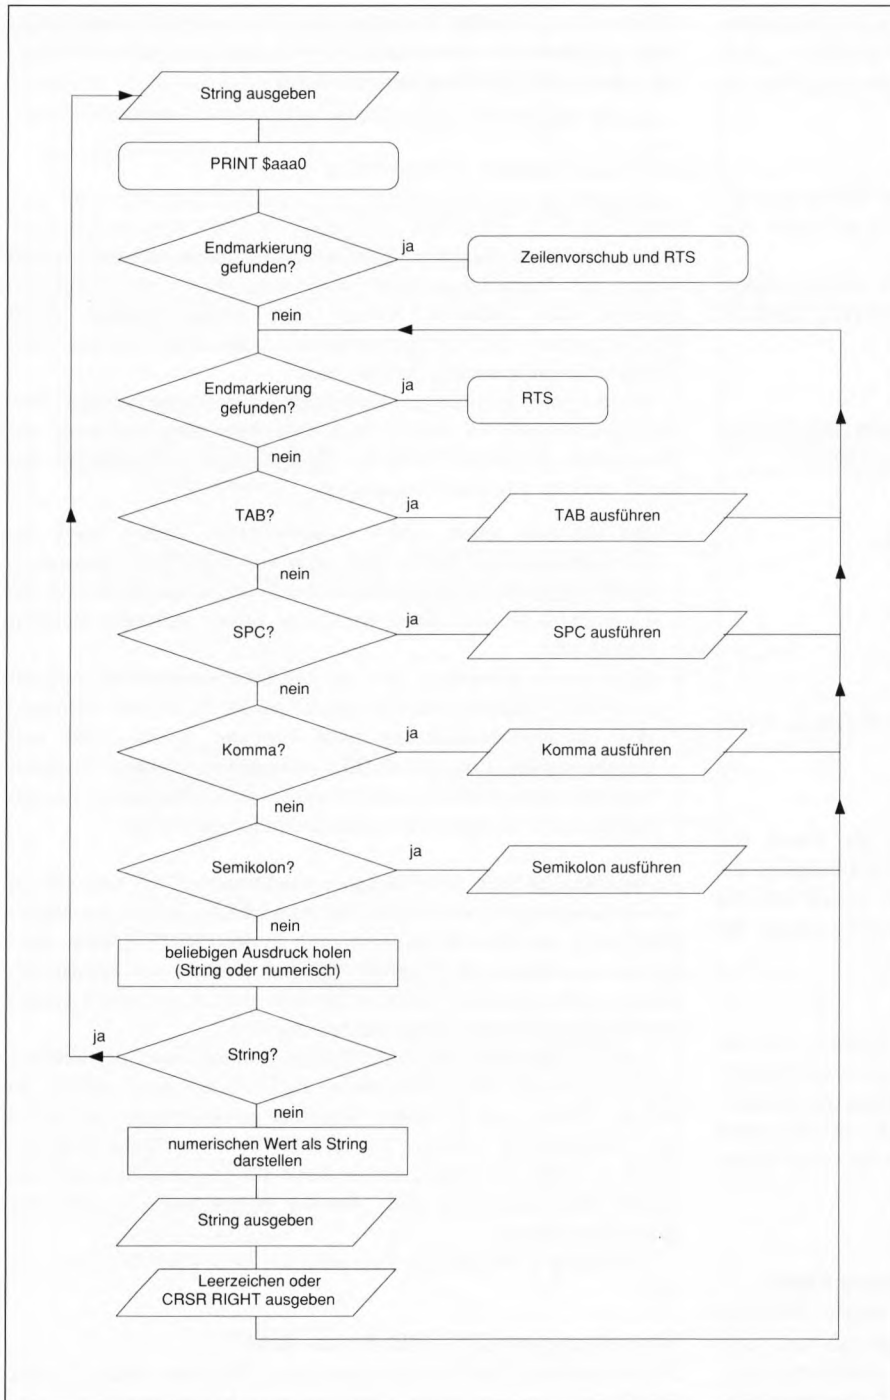 String ausgeben
PRINT $aaa0
Endmarkierung
gefunden?
ja
Zeilenvorschub und RTS
nein
Endmarkierung
gefunden?
ja
RTS
nein
TAB?
ja
TAB ausführen
nein
SPC?
ja
SPC ausführen
nein
Komma?
ja
Komma ausführen
nein
Semikolon?
ja
Semikolon ausführen
nein
beliebigen Ausdruck holen
(String oder numerisch)
ja
String?
nein
numerischen Wert als String
darstellen
String ausgeben
Leerzeichen oder
CRSR RIGHT ausgeben